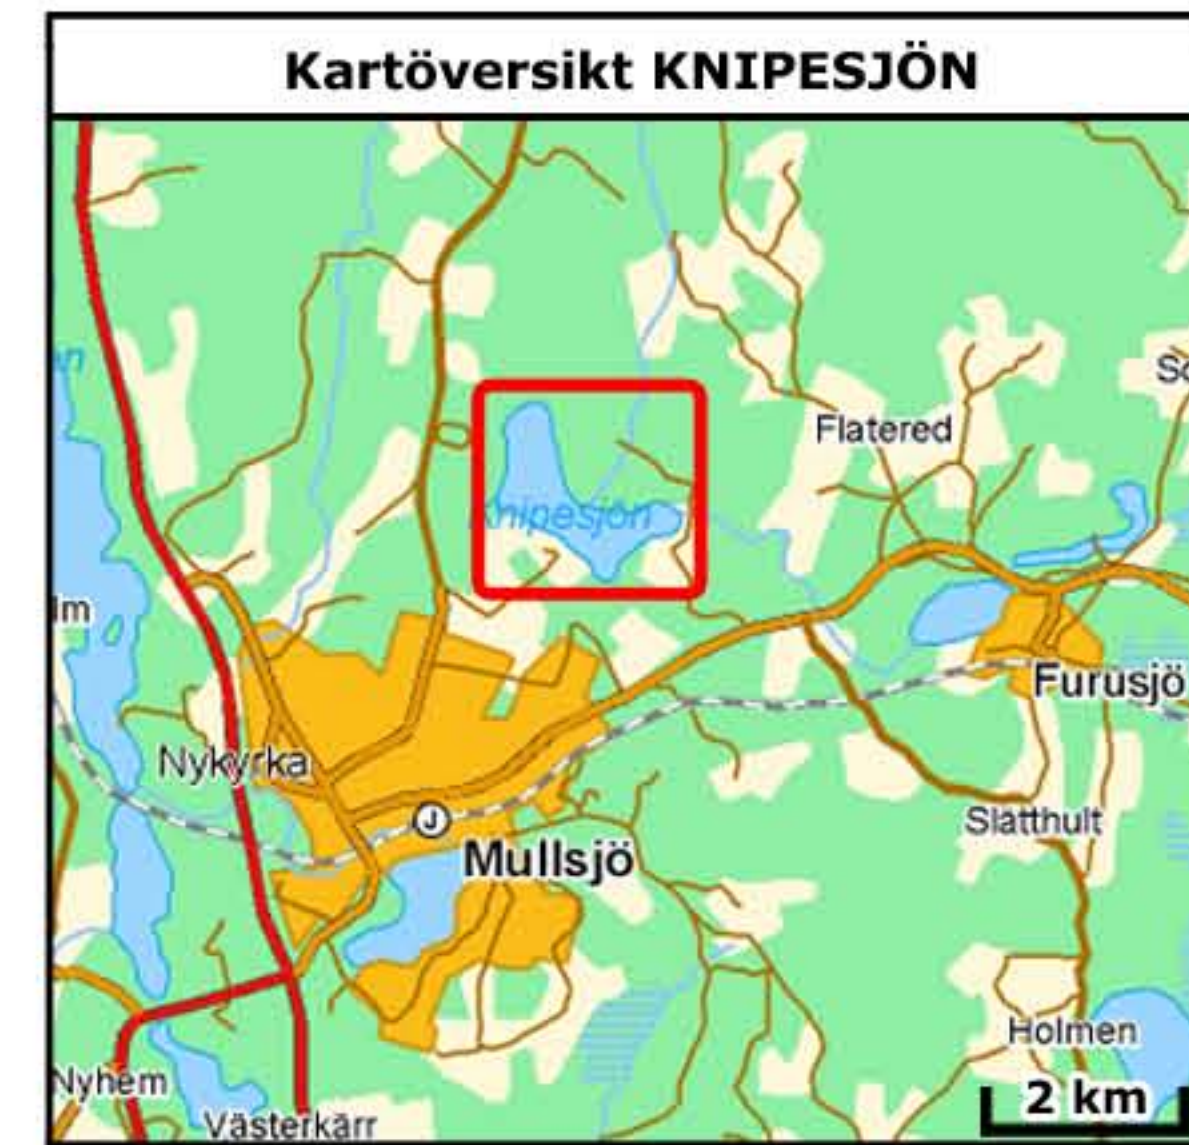 Kartöversikt KNIPESJÖN
Flatered
Knipesjön
Furusjö
Nykyrka
J
Slätthult
Mullsjö
Holmen
Nyhem
2 km
Västerkärr